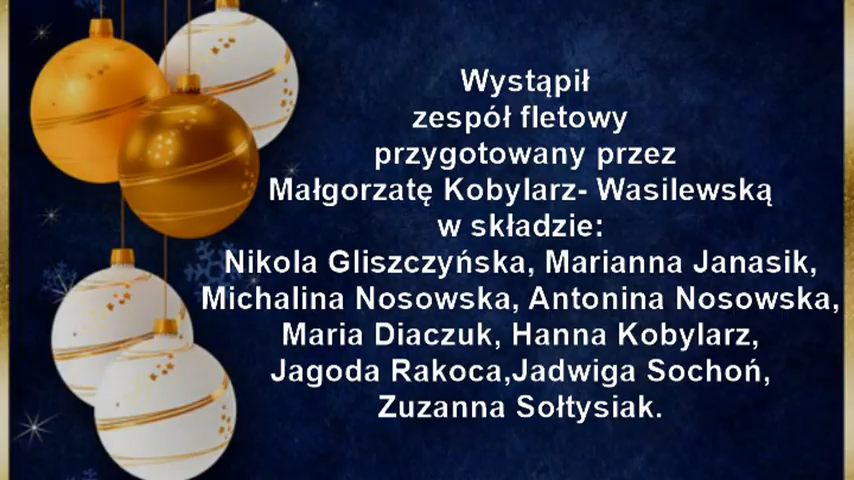 Wystąpił
zespół fletowy
przygotowany przez
Małgorzatę Kobylarz- Wasilewską
w składzie:
Nikola Gliszczyńska, Marianna Janasik,
Michalina Nosowska, Antonina Nosowska,
Maria Diaczuk, Hanna Kobylarz,
Jagoda Rakoca,Jadwiga Sochoń,
Zuzanna Sołtysiak.